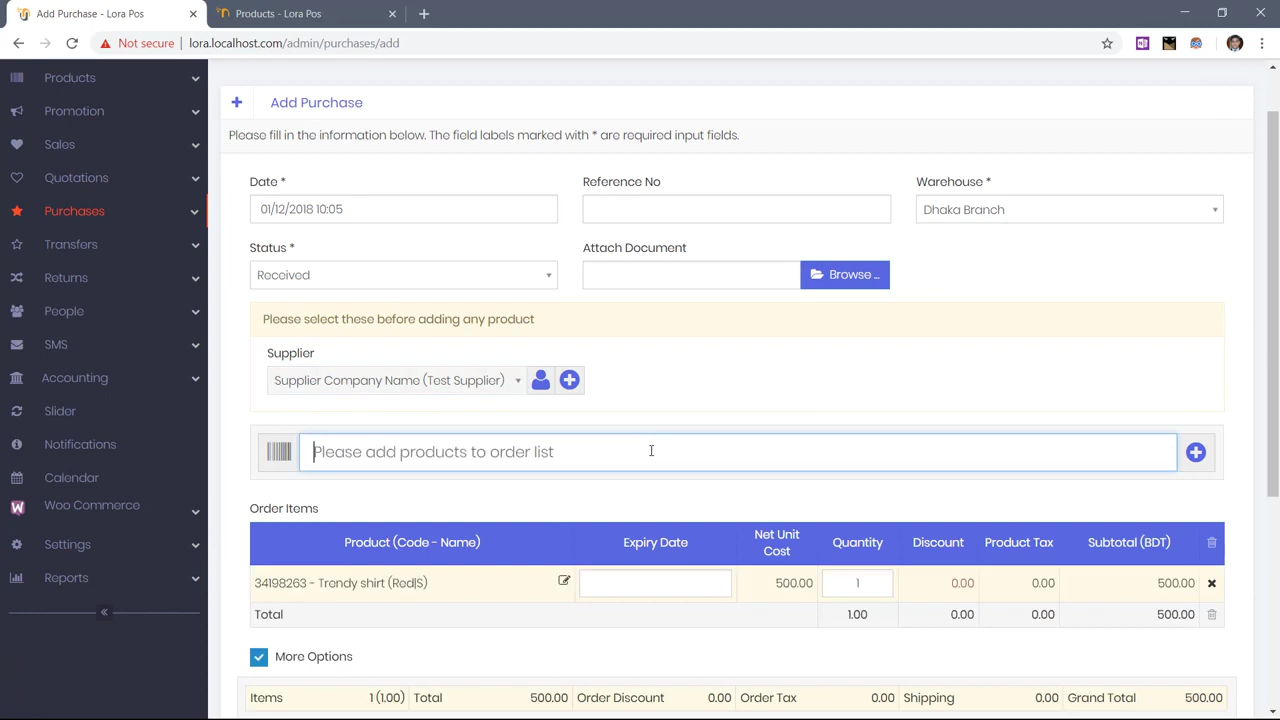 Add Purchase - Lora Pos
Products - Lora Pos
Not secure
lora.localhost.com/admin/purchases/add
Products
Promotion
Sales
Quotations
Purchases
Transfers
Returns
People
SMS
Accounting
Slider
Notifications
Calendar
Woo Commerce
Settings
Reports
Add Purchase
Please fill in the information below. The field labels marked with * are required input fields.
Date *
Reference No
Warehouse *
01/12/2018 10:05
Dhaka Branch
Status *
Attach Document
Received
Browse ...
Please select these before adding any product
Supplier
Supplier Company Name (Test Supplier)
Please add products to order list
Order Items
Product (Code - Name) Expiry Date Net Unit Cost Quantity Discount Product Tax Subtotal (BDT)
34198263 - Trendy shirt (Red|S) 500.00 1 0.00 0.00 500.00
Total 1.00 0.00 0.00 500.00
More Options
Items 1 (1.00) Total 500.00 Order Discount 0.00 Order Tax 0.00 Shipping 0.00 Grand Total 500.00